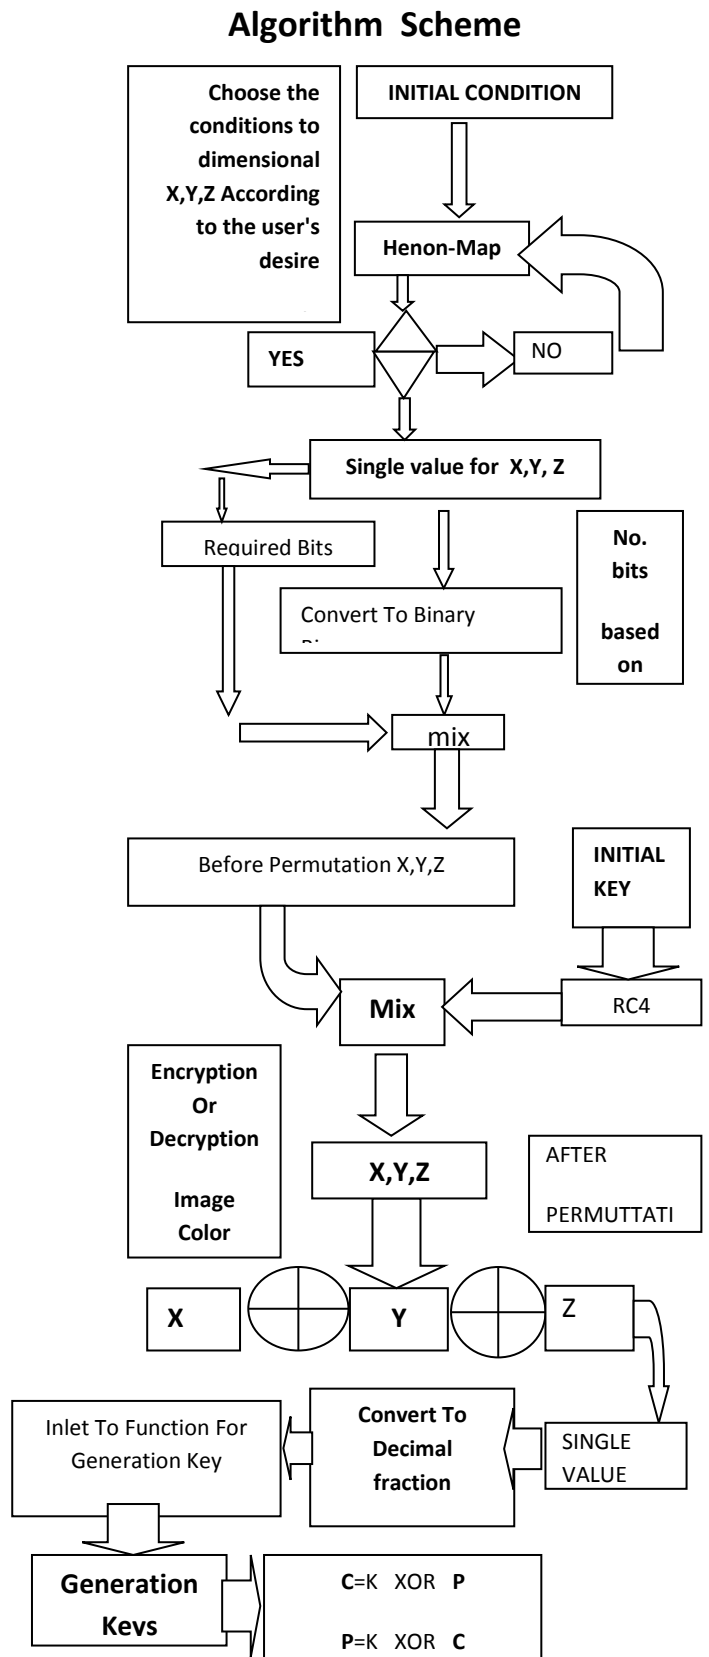 Algorithm Scheme
Choose the
conditions to
dimensional
X,Y,Z According
to the user's
desire
INITIAL CONDITION
Henon-Map
YES
NO
Single value for X,Y, Z
Required Bits
No.
bits
based
on
Convert To Binary
mix
Before Permutation X,Y,Z
INITIAL
KEY
Mix
RC4
Encryption
Or
Decryption
Image
Color
X,Y,Z
AFTER
PERMUTTATI
X
Y
Z
Inlet To Function For
Generation Key
Convert To
Decimal
fraction
SINGLE
VALUE
Generation
Keys
C=K XOR P
P=K XOR C